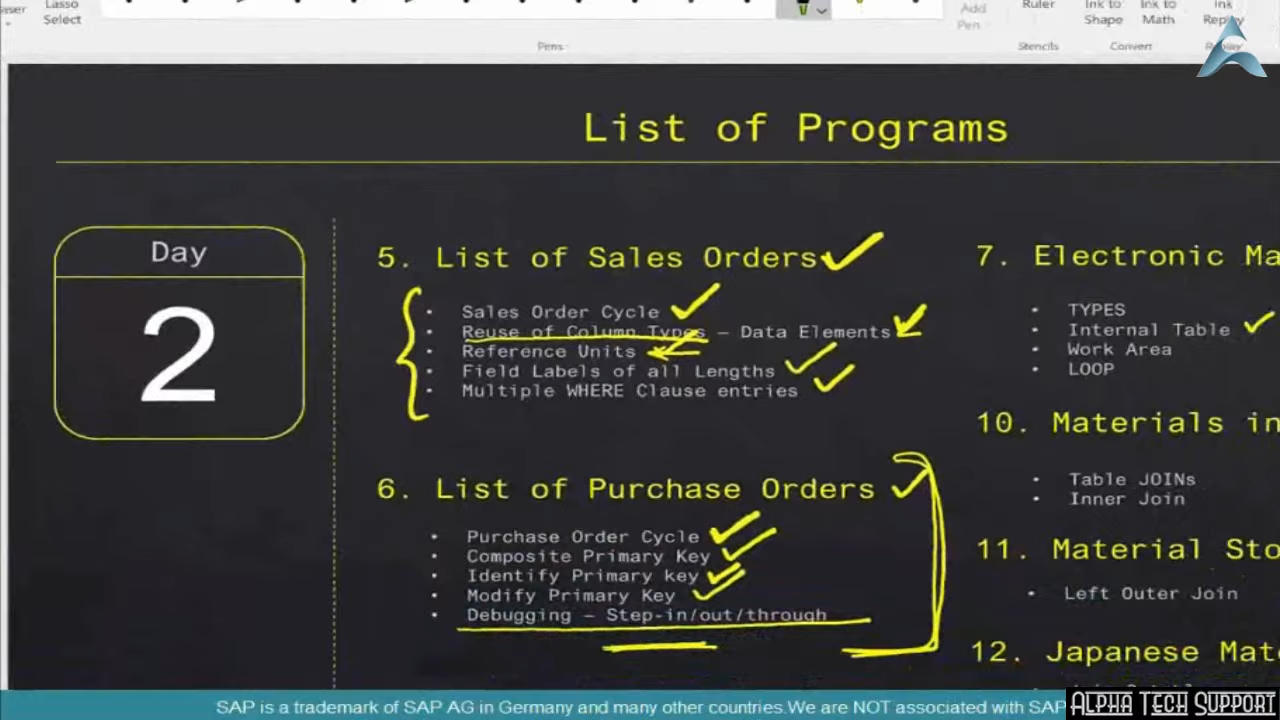 Lasso
Select
Add
Pen
Ruler
Ink to
Shape
Ink to
Math
Ink
Replay
Pens
Stencils
Convert
Replay
List of Programs
Day
2
5. List of Sales Orders
• Sales Order Cycle
• Reuse of Column Types – Data Elements
• Reference Units
• Field Labels of all Lengths
• Multiple WHERE Clause entries
6. List of Purchase Orders
• Purchase Order Cycle
• Composite Primary Key
• Identify Primary key
• Modify Primary Key
• Debugging – Step-in/out/through
7. Electronic Ma
• TYPES
• Internal Table
• Work Area
• LOOP
10. Materials in
• Table JOINs
• Inner Join
11. Material Sto
• Left Outer Join
12. Japanese Mat
SAP is a trademark of SAP AG in Germany and many other countries.We are NOT associated with SAP
ALPHA TECH SUPPORT